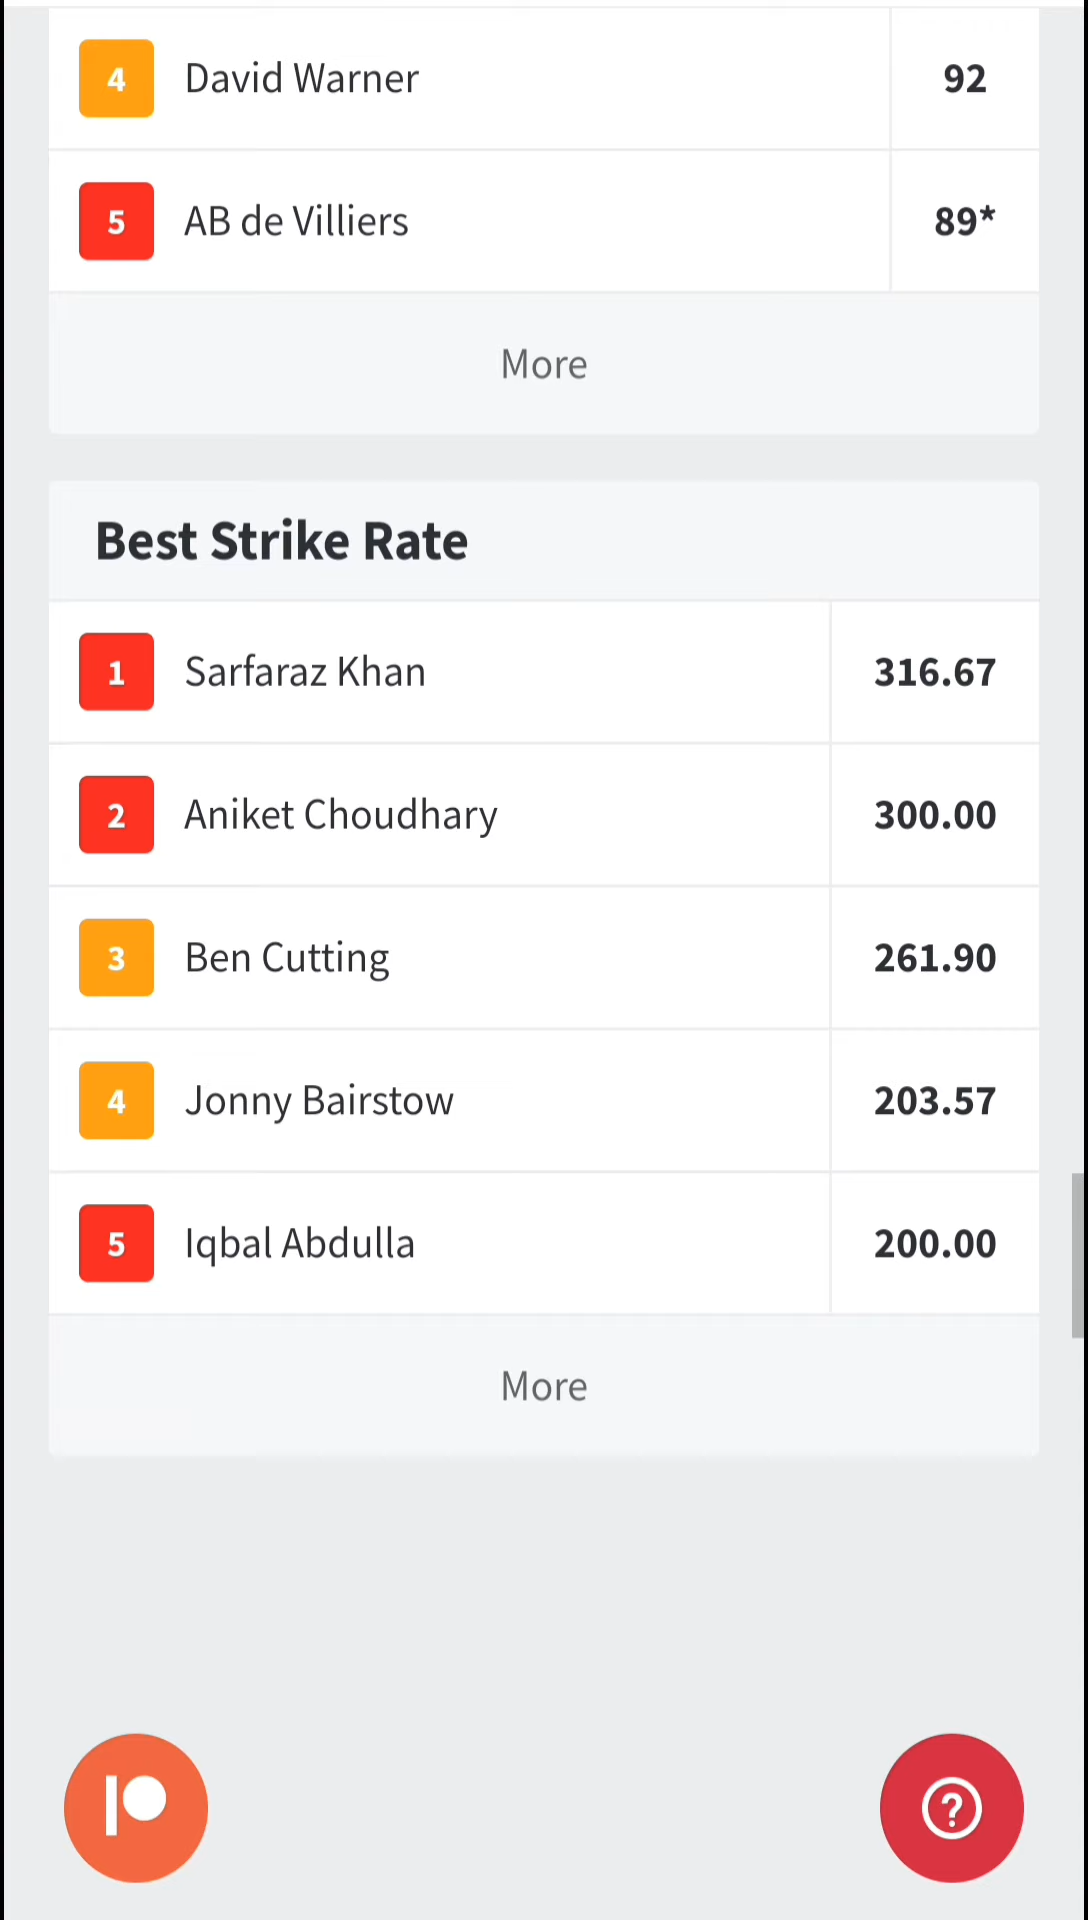 4 David Warner 92
5 AB de Villiers 89*
More
Best Strike Rate
1 Sarfaraz Khan 316.67
2 Aniket Choudhary 300.00
3 Ben Cutting 261.90
4 Jonny Bairstow 203.57
5 Iqbal Abdulla 200.00
More
?